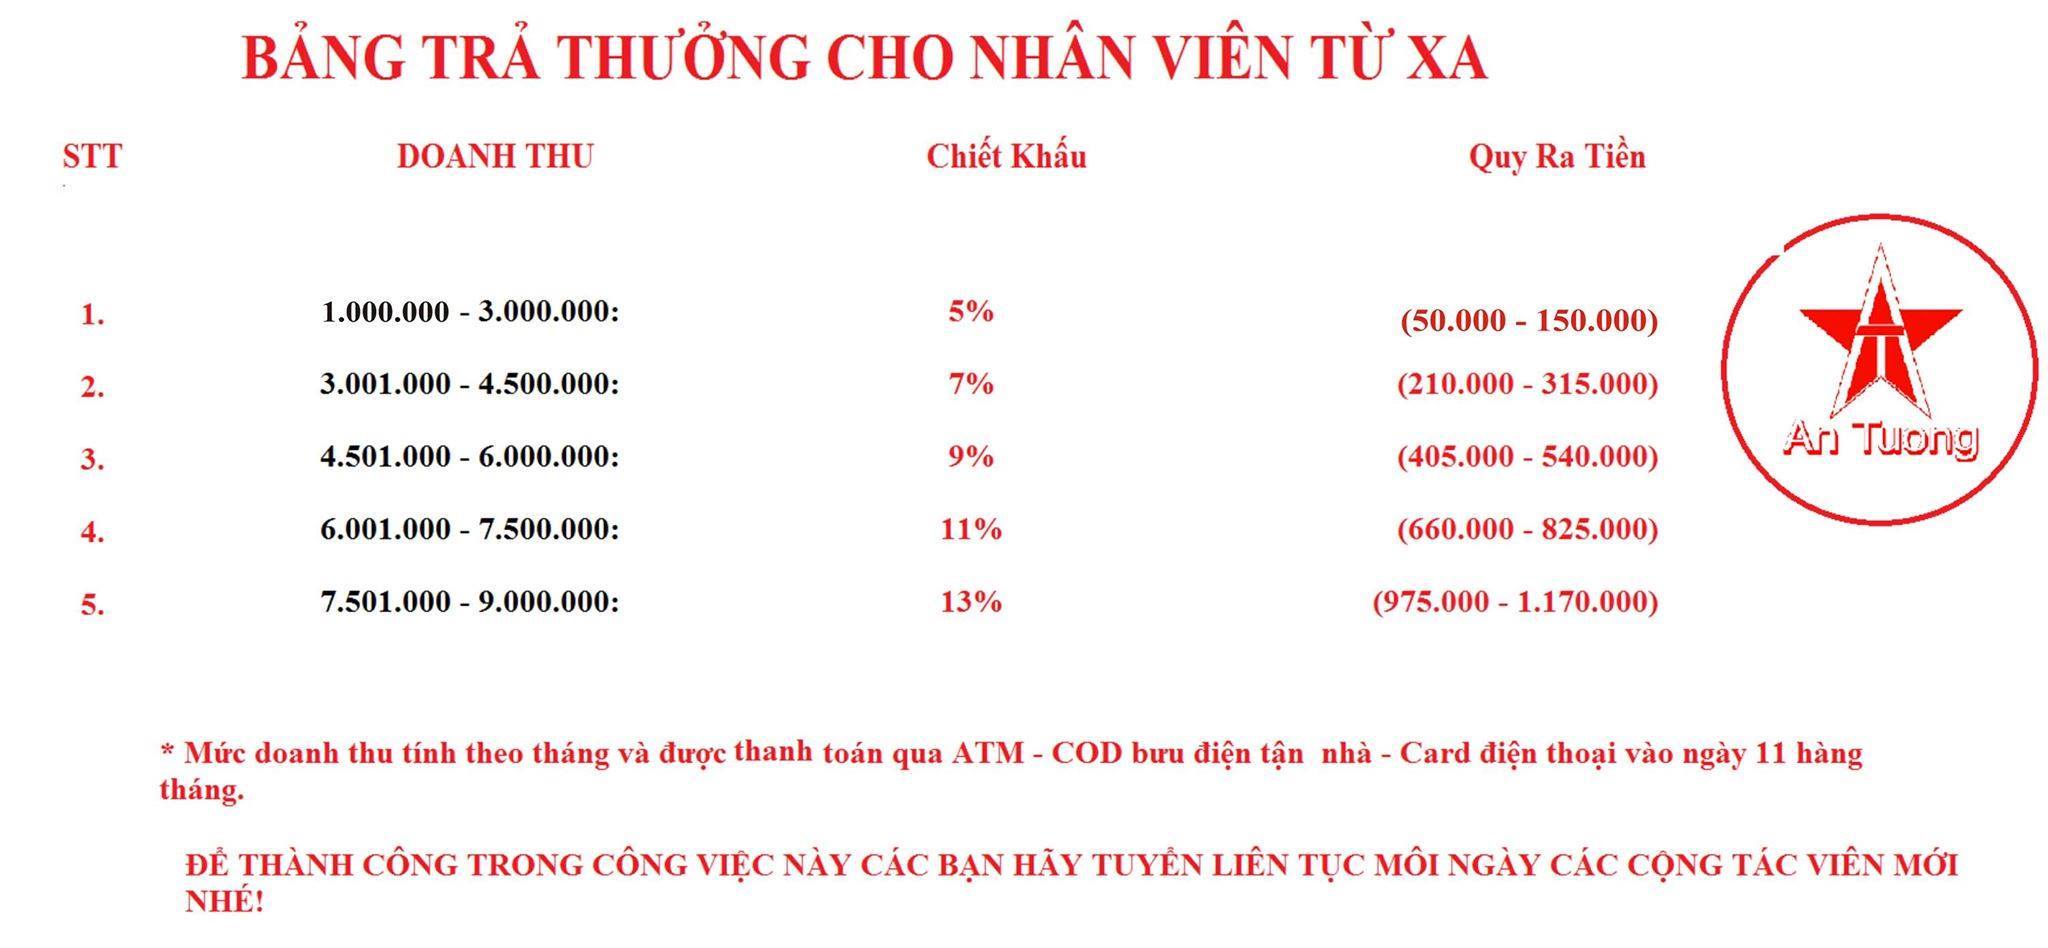 BẢNG TRẢ THƯỞNG CHO NHÂN VIÊN TỪ XA
STT DOANH THU Chiết Khấu Quy Ra Tiền
1. 1.000.000 - 3.000.000: 5% (50.000 - 150.000)
2. 3.001.000 - 4.500.000: 7% (210.000 - 315.000)
3. 4.501.000 - 6.000.000: 9% (405.000 - 540.000)
4. 6.001.000 - 7.500.000: 11% (660.000 - 825.000)
5. 7.501.000 - 9.000.000: 13% (975.000 - 1.170.000)
An Tuong
* Mức doanh thu tính theo tháng và được thanh toán qua ATM - COD bưu điện tận nhà - Card điện thoại vào ngày 11 hàng
tháng.
ĐỂ THÀNH CÔNG TRONG CÔNG VIỆC NÀY CÁC BẠN HÃY TUYỂN LIÊN TỤC MÔI NGÀY CÁC CỘNG TÁC VIÊN MỚI
NHÉ!